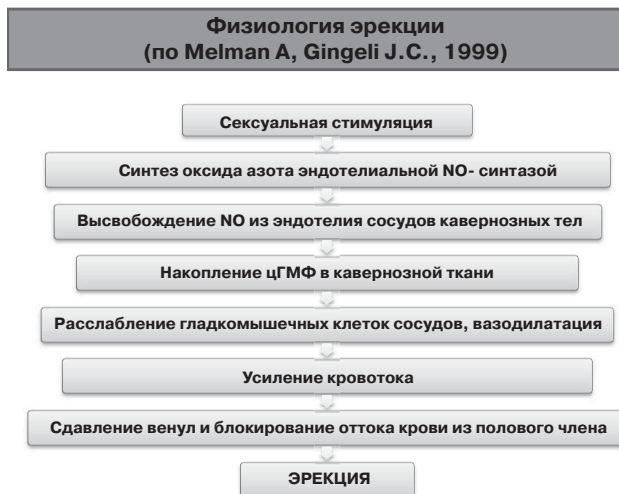 Физиология эрекции
(по Melman A, Gingeli J.C., 1999)
Сексуальная стимуляция
Синтез оксида азота эндотелиальной NO- синтазой
Высвобождение NO из эндотелия сосудов кавернозных тел
Накопление цГМФ в кавернозной ткани
Расслабление гладкомышечных клеток сосудов, вазодилатация
Усиление кровотока
Сдавление венул и блокирование оттока крови из полового члена
ЭРЕКЦИЯ